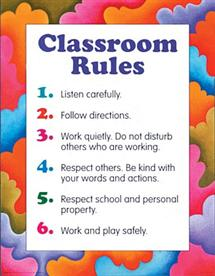 Classroom
Rules
1. Listen carefully.
2. Follow directions.
3. Work quietly. Do not disturb
others who are working.
4. Respect others. Be kind with
your words and actions.
5. Respect school and personal
property.
6. Work and play safely.